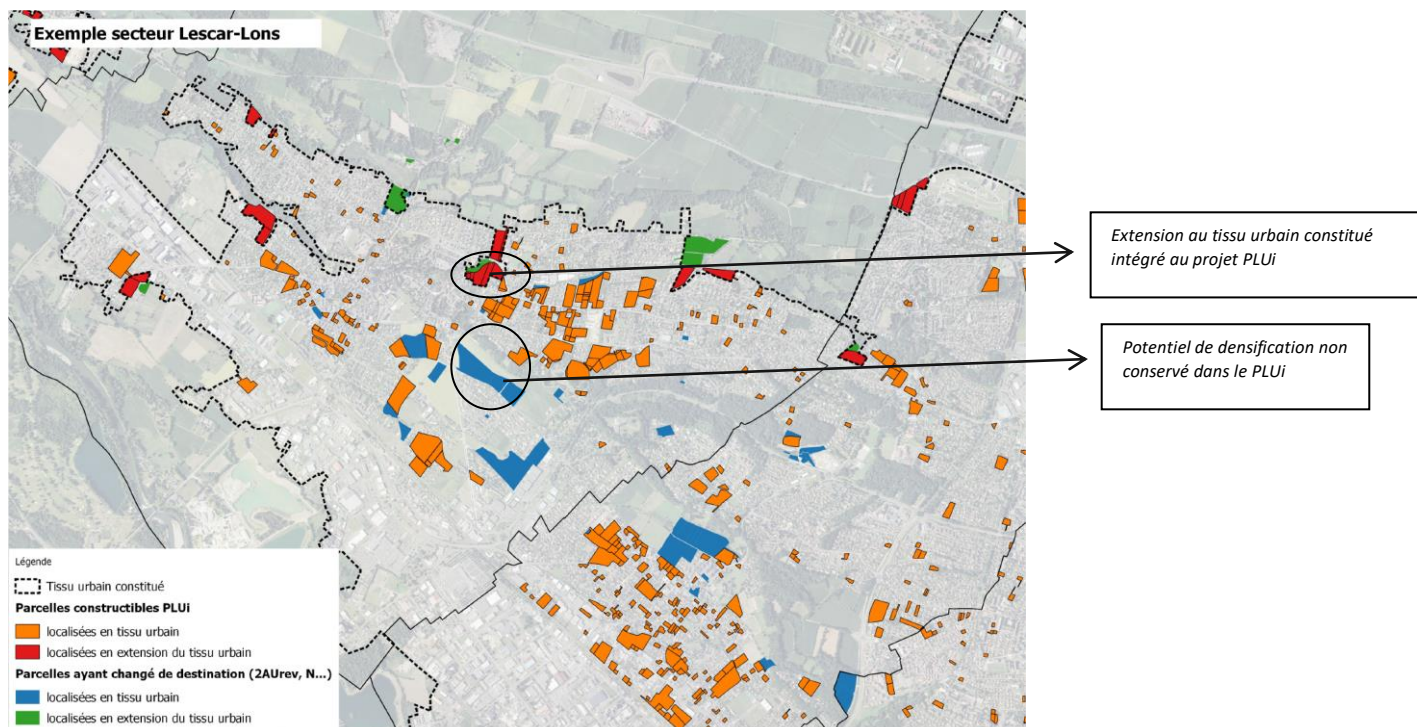 Exemple secteur Lescar-Lons
Extension au tissu urbain constitué
intégré au projet PLUi
Potentiel de densification non
conservé dans le PLUi
Légende
Tissu urbain constitué
Parcelles constructibles PLUi
localisées en tissu urbain
localisées en extension du tissu urbain
Parcelles ayant changé de destination (2AUrev, N...)
localisées en tissu urbain
localisées en extension du tissu urbain